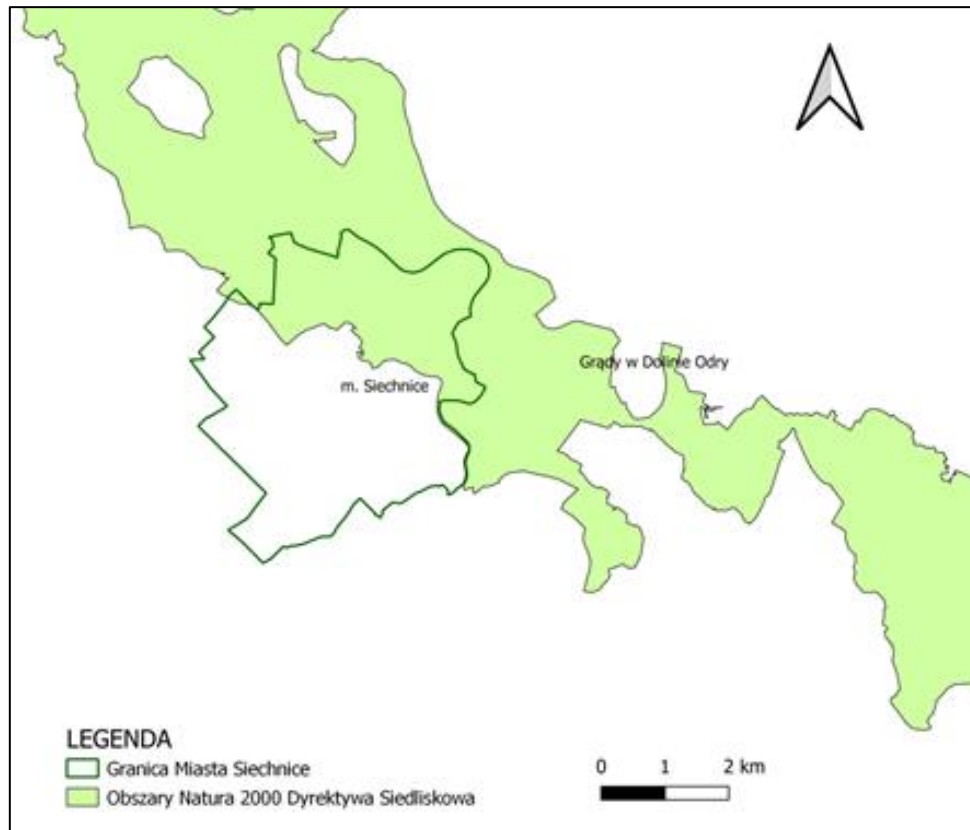 Grądy w Dolinie Odry
m. Siechnice
LEGENDA
Granica Miasta Siechnice
Obszary Natura 2000 Dyrektywa Siedliskowa
0 1 2 km